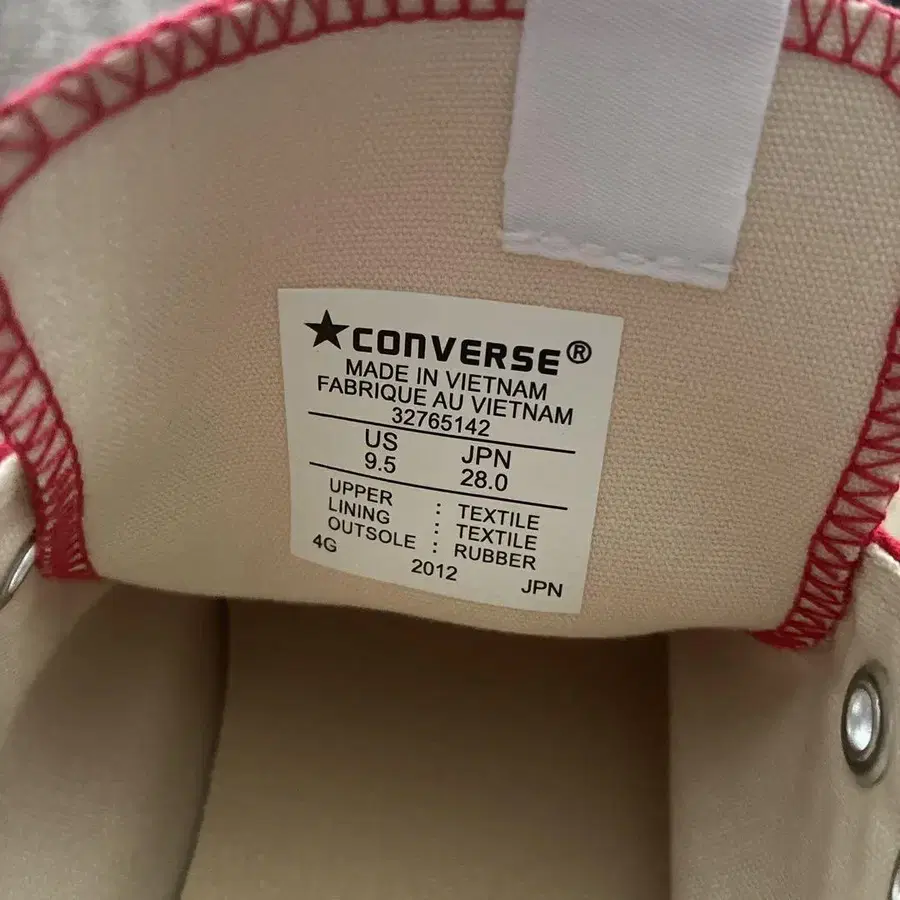 ★CONVERSE®
MADE IN VIETNAM
FABRIQUE AU VIETNAM
32765142
US JPN
9.5 28.0
UPPER : TEXTILE
LINING : TEXTILE
OUTSOLE : RUBBER
4G 2012 JPN